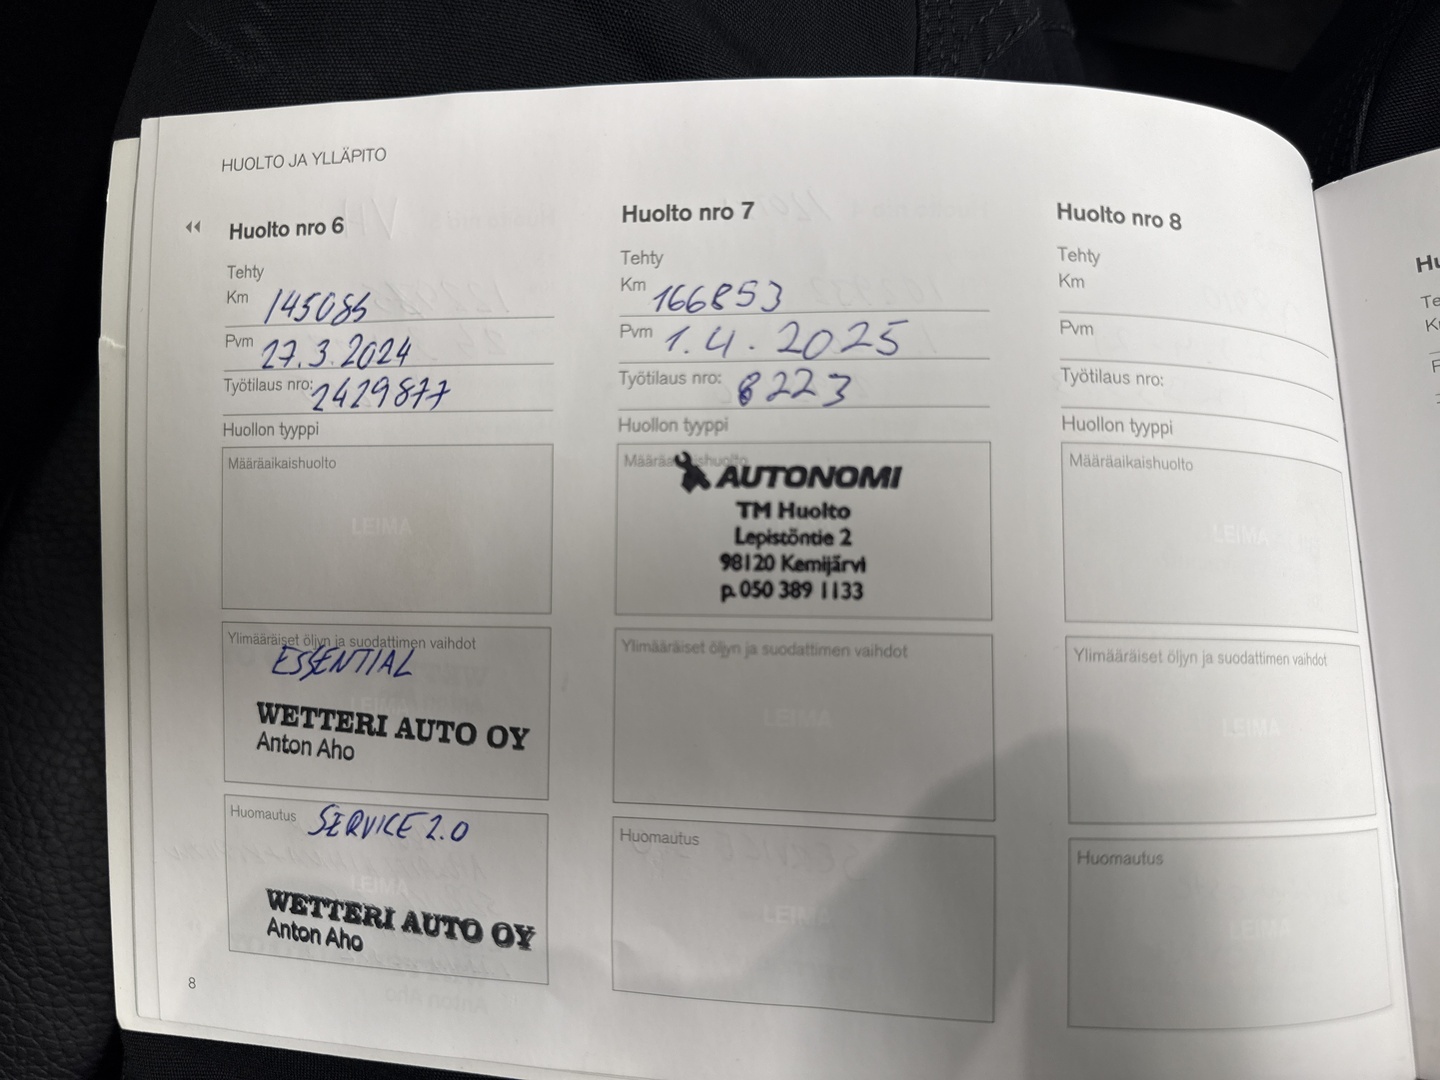 HUOLTO JA YLLÄPITO
Huolto nro 6
Tehty
Km 145086
Pvm 27.3.2024
Työtilaus nro: 2429877
Huollon tyyppi
Määräaikaishuolto
LEIMA
Ylimääräiset öljyn ja suodattimen vaihdot
ESSENTIAL
WETTERI AUTO OY
Anton Aho
Huomautus SERVICE 2.0
LEIMA
WETTERI AUTO OY
Anton Aho
8
Huolto nro 7
Tehty
Km 166853
Pvm 1.4.2025
Työtilaus nro: 8223
Huollon tyyppi
Määräaikaishuolto
AUTONOMI
TM Huolto
Lepistöntie 2
98120 Kemijärvi
p.050 389 1133
Ylimääräiset öljyn ja suodattimen vaihdot
LEIMA
Huomautus
LEIMA
Huolto nro 8
Tehty
Km
Pvm
Työtilaus nro:
Huollon tyyppi
Määräaikaishuolto
LEIMA
Ylimääräiset öljyn ja suodattimen vaihdot
LEIMA
Huomautus
LEIMA